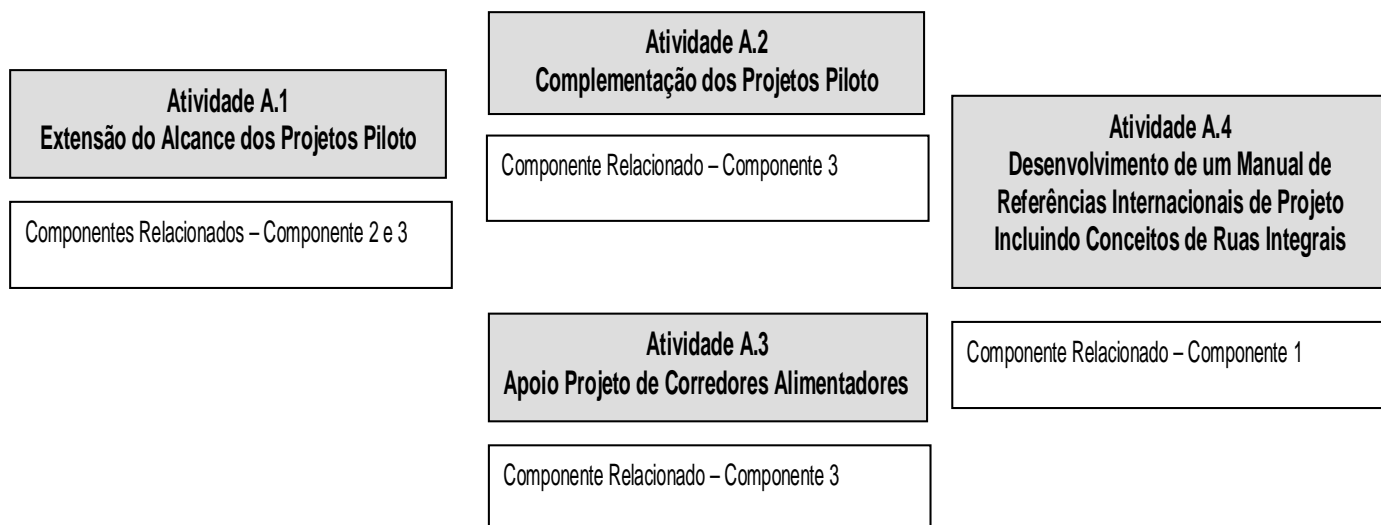 Atividade A.1
Extensão do Alcance dos Projetos Piloto
Componentes Relacionados – Componente 2 e 3
Atividade A.2
Complementação dos Projetos Piloto
Componente Relacionado – Componente 3
Atividade A.3
Apoio Projeto de Corredores Alimentadores
Componente Relacionado – Componente 3
Atividade A.4
Desenvolvimento de um Manual de
Referências Internacionais de Projeto
Incluindo Conceitos de Ruas Integrais
Componente Relacionado – Componente 1